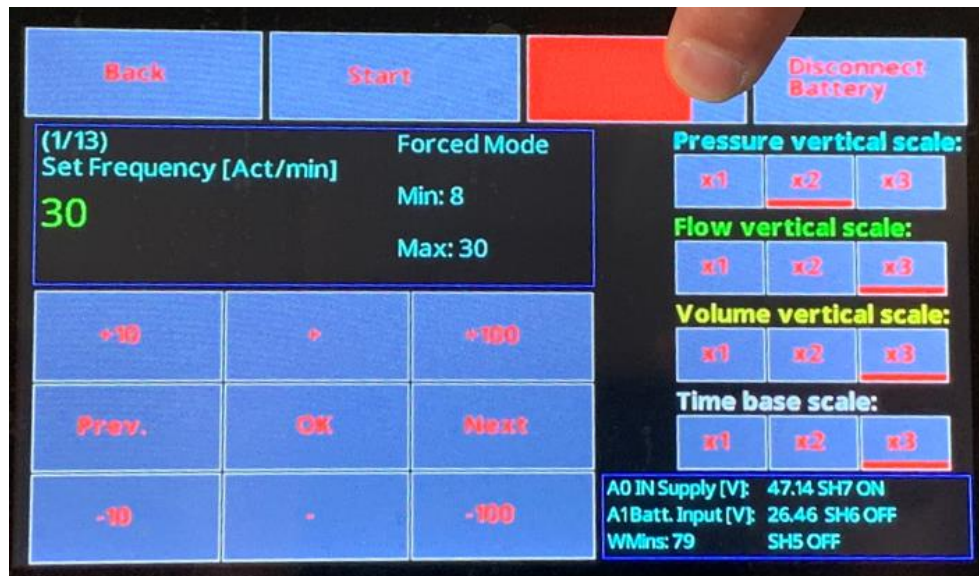 Back
Start
Disconnect
Battery
(1/13)
Set Frequency [Act/min]
30
Forced Mode
Min: 8
Max: 30
+10
+
+100
Prev.
OK
Next
-10
-
-100
Pressure vertical scale:
x1 x2 x3
Flow vertical scale:
x1 x2 x3
Volume vertical scale:
x1 x2 x3
Time base scale:
x1 x2 x3
A0 IN Supply [V]: 47.14 SH7 ON
A1 Batt. Input [V]: 26.46 SH6 OFF
WMins: 79 SH5 OFF